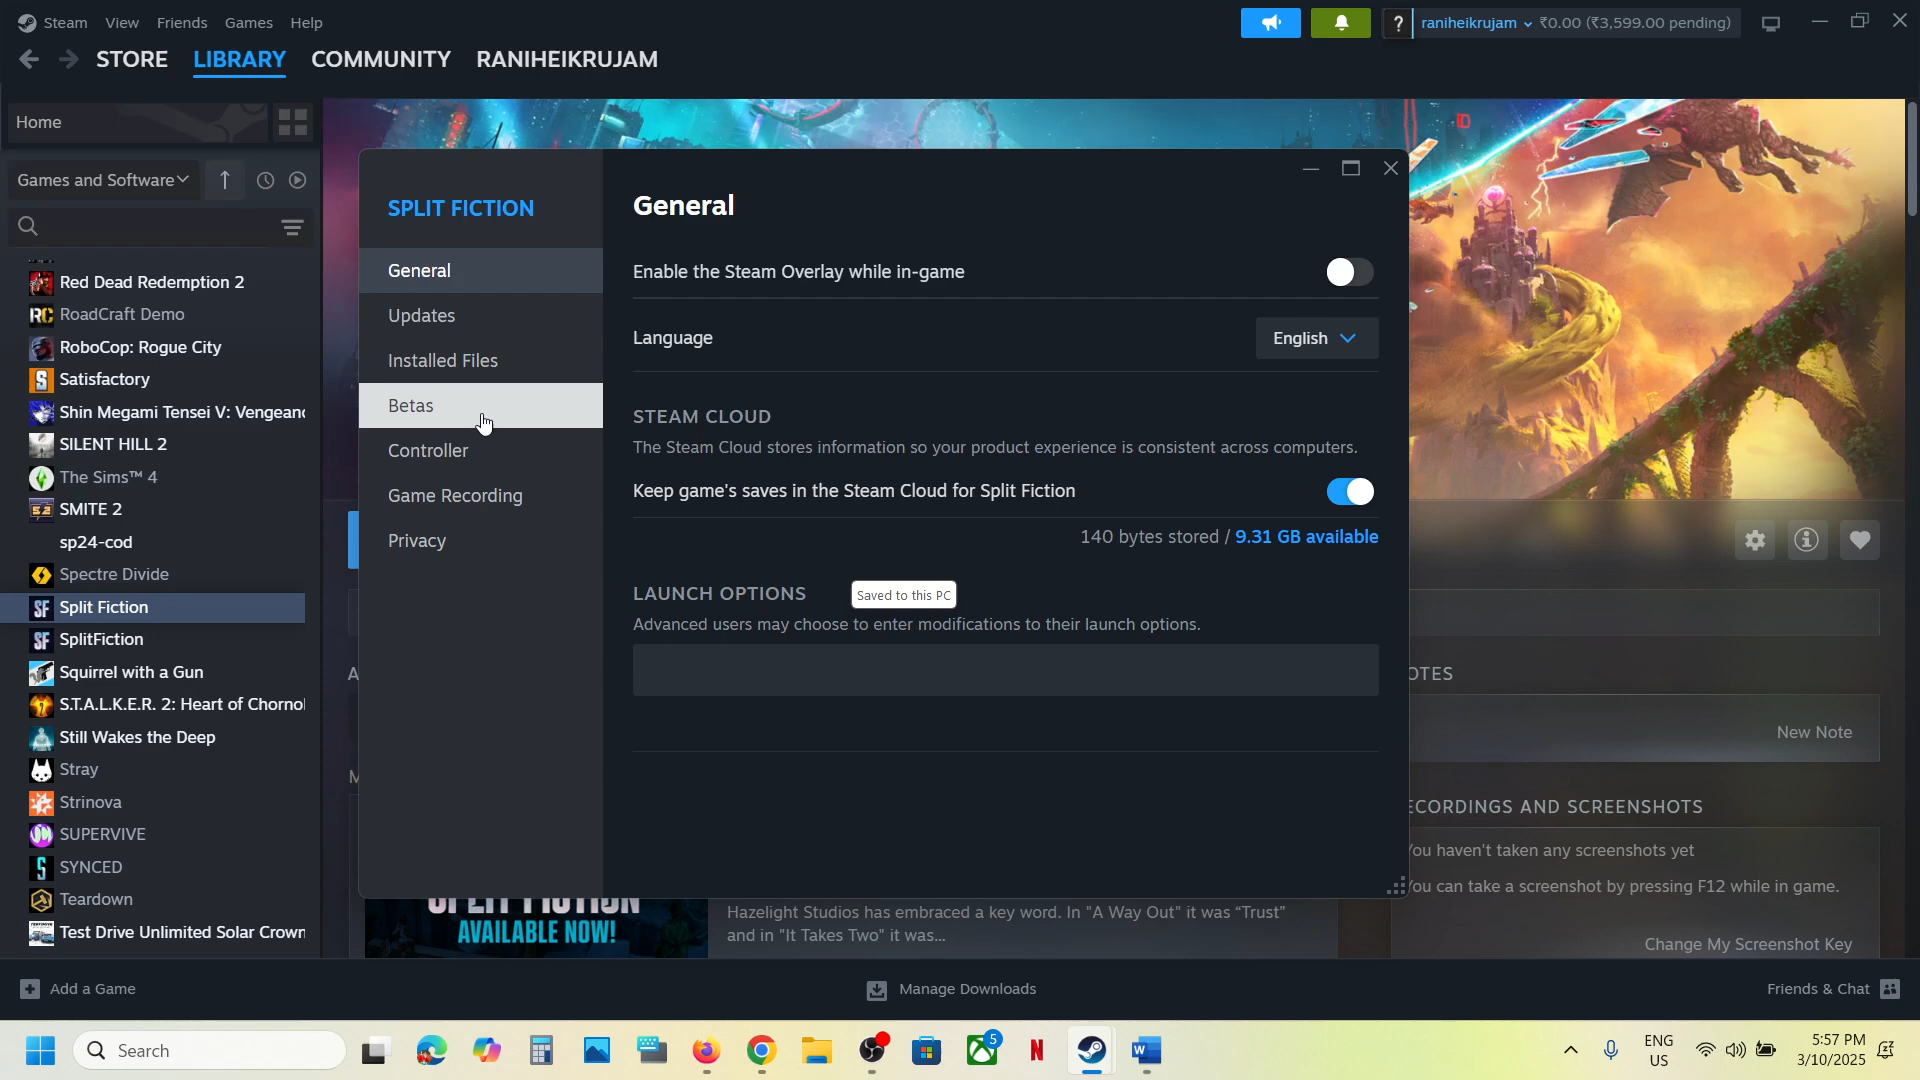 Steam View Friends Games Help
raniheikrujam ₹0.00 (₹3,599.00 pending)
STORE LIBRARY COMMUNITY RANIHEIKRUJAM
Home
Games and Software
Red Dead Redemption 2
RoadCraft Demo
RoboCop: Rogue City
Satisfactory
Shin Megami Tensei V: Vengeanc
SILENT HILL 2
The Sims™ 4
SMITE 2
sp24-cod
Spectre Divide
Split Fiction
SplitFiction
Squirrel with a Gun
S.T.A.L.K.E.R. 2: Heart of Chorno
Still Wakes the Deep
Stray
Strinova
SUPERVIVE
SYNCED
Teardown
Test Drive Unlimited Solar Crown
SPLIT FICTION
General
Updates
Installed Files
Betas
Controller
Game Recording
Privacy
General
Enable the Steam Overlay while in-game
Language English
STEAM CLOUD
The Steam Cloud stores information so your product experience is consistent across computers.
Keep game's saves in the Steam Cloud for Split Fiction
140 bytes stored / 9.31 GB available
LAUNCH OPTIONS
Saved to this PC
Advanced users may choose to enter modifications to their launch options.
OTES
New Note
ECORDINGS AND SCREENSHOTS
You haven't taken any screenshots yet
You can take a screenshot by pressing F12 while in game.
Change My Screenshot Key
SPLIT FICTION
AVAILABLE NOW!
Hazelight Studios has embraced a key word. In "A Way Out" it was “Trust”
and in "It Takes Two" it was...
Add a Game
Manage Downloads
Friends & Chat
Search
5
ENG
US
5:57 PM
3/10/2025